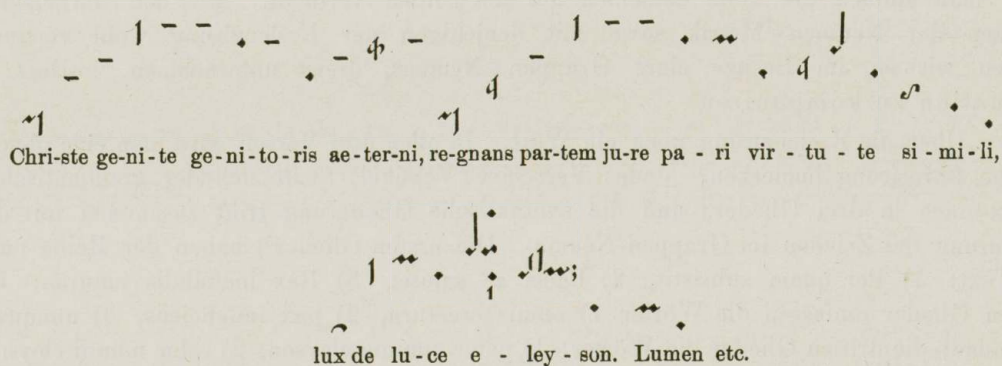 Chri-ste ge-ni-te ge-ni-to-ris ae-ter-ni, re-gnans par-tem ju-re pa - ri vir - tu - te si - mi - li,
lux de lu-ce e - ley - son. Lumen etc.